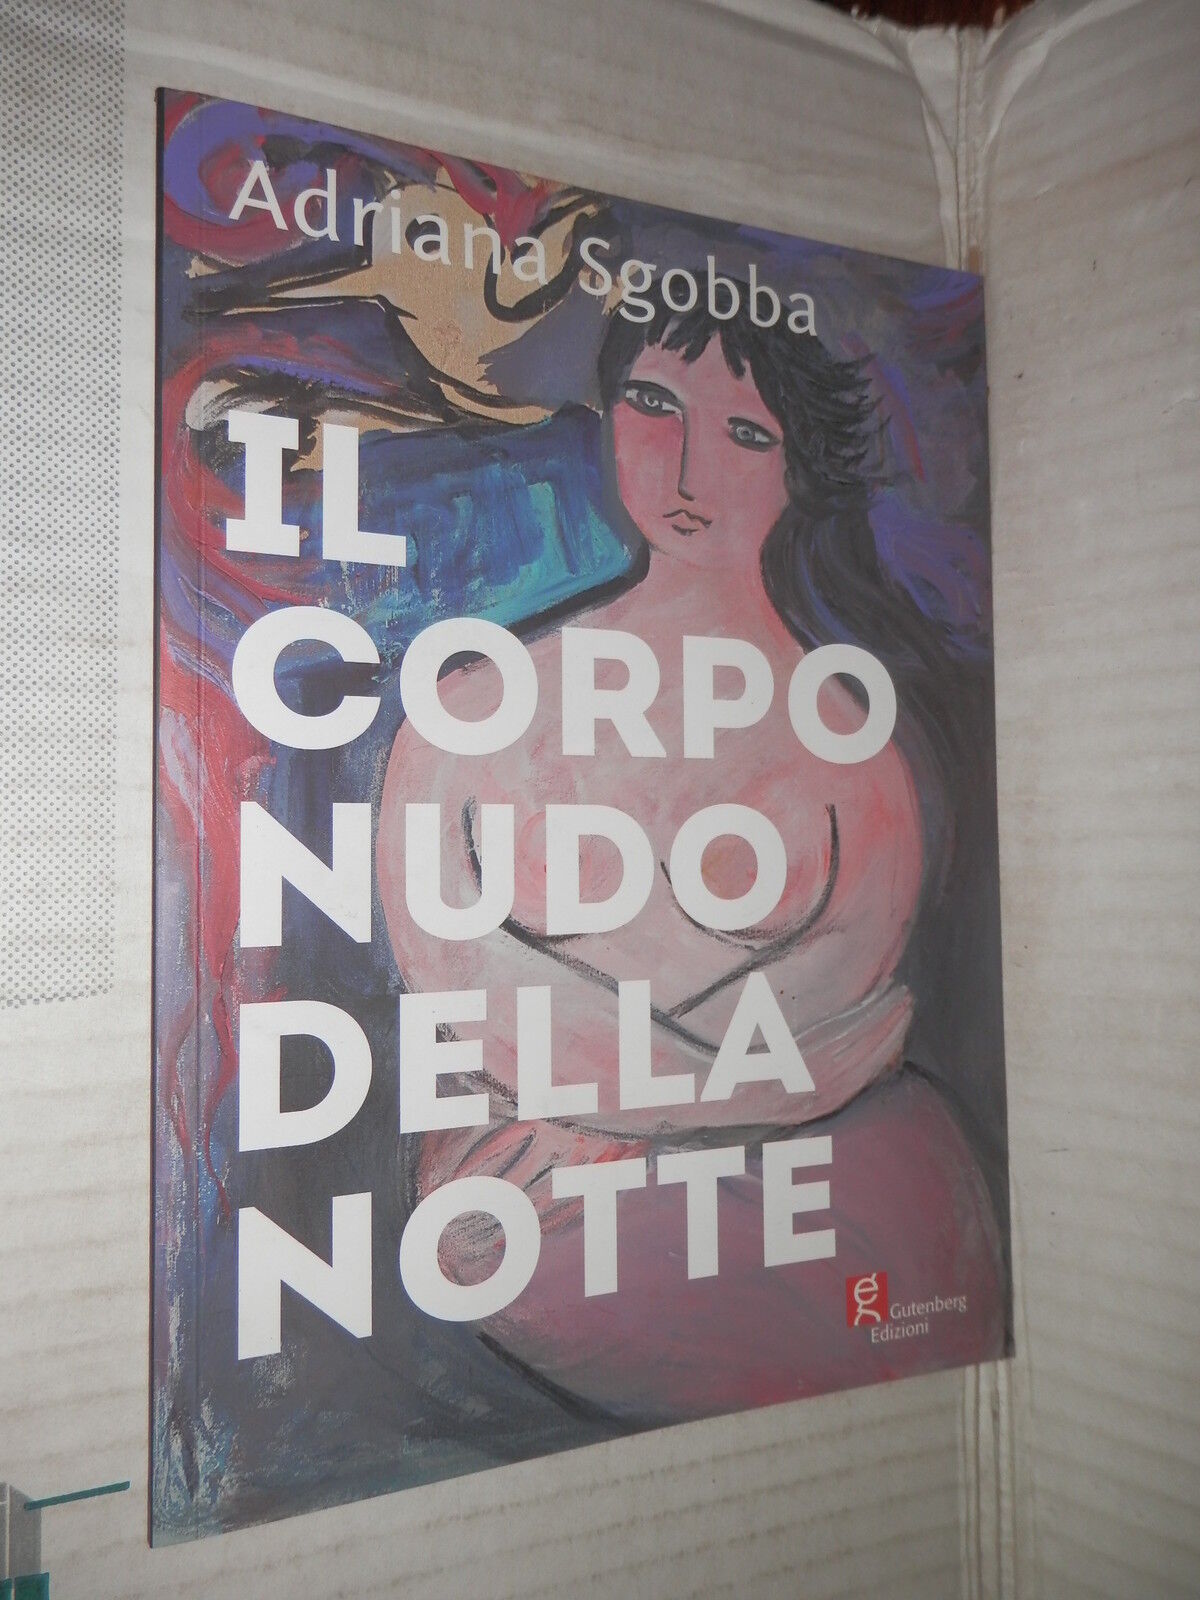 Adriana Sgobba
IL
CORPO
NUDO
DELLA
NOTTE
Gutenberg
Edizioni